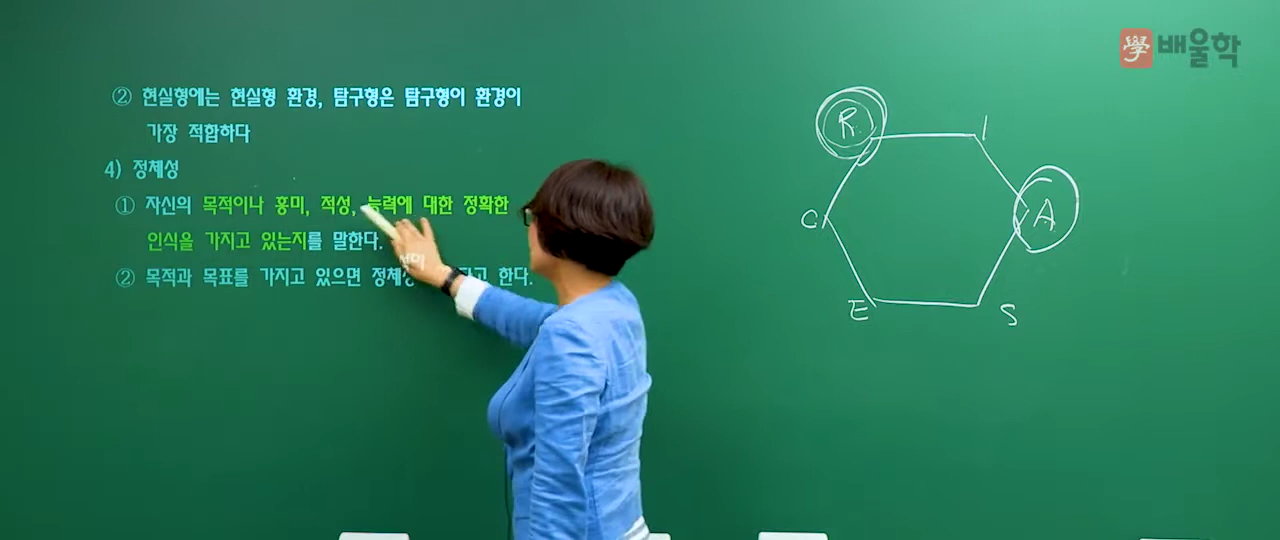 ② 현실형에는 현실형 환경, 탐구형은 탐구형이 환경이
가장 적합하다
4) 정체성
① 자신의 목적이나 흥미, 적성, 능력에 대한 정확한
인식을 가지고 있는지를 말한다.
② 목적과 목표를 가지고 있으면 한다.
R
I
A
S
E
C
學 배울학